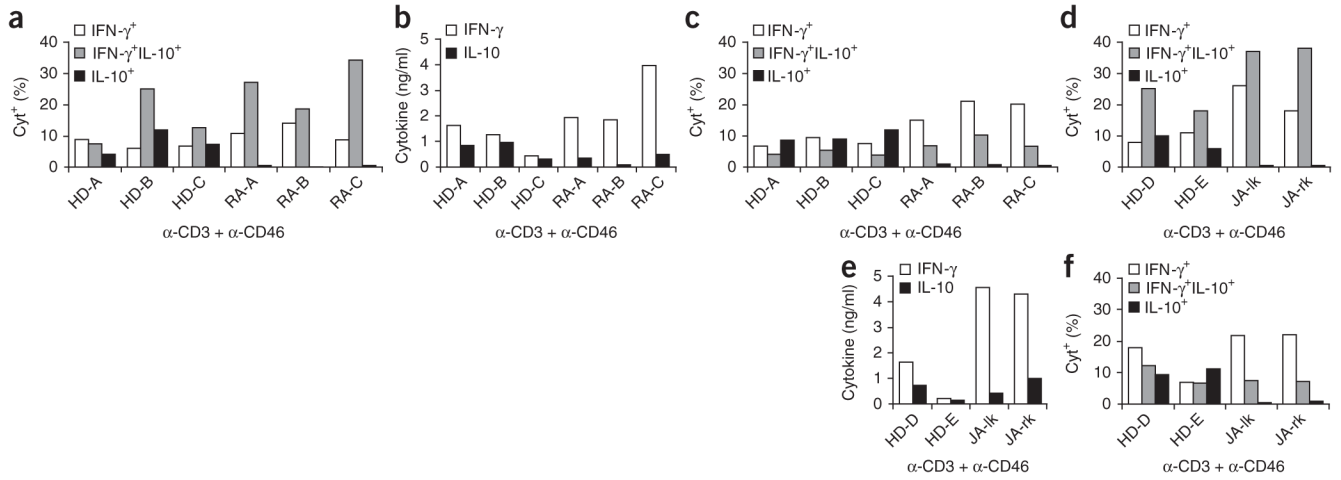 a
IFN-γ⁺
IFN-γ⁺IL-10⁺
IL-10⁺
Cyt⁺ (%)
40
30
20
10
0
HD-A
HD-B
HD-C
RA-A
RA-B
RA-C
α-CD3 + α-CD46
b
IFN-γ
IL-10
Cytokine (ng/ml)
5
4
3
2
1
0
HD-A
HD-B
HD-C
RA-A
RA-B
RA-C
α-CD3 + α-CD46
c
IFN-γ⁺
IFN-γ⁺IL-10⁺
IL-10⁺
Cyt⁺ (%)
40
30
20
10
0
HD-A
HD-B
HD-C
RA-A
RA-B
RA-C
α-CD3 + α-CD46
d
IFN-γ⁺
IFN-γ⁺IL-10⁺
IL-10⁺
Cyt⁺ (%)
40
30
20
10
0
HD-D
HD-E
JA-lk
JA-rk
α-CD3 + α-CD46
e
IFN-γ
IL-10
Cytokine (ng/ml)
5
4
3
2
1
0
HD-D
HD-E
JA-lk
JA-rk
α-CD3 + α-CD46
f
IFN-γ⁺
IFN-γ⁺IL-10⁺
IL-10⁺
Cyt⁺ (%)
40
30
20
10
0
HD-D
HD-E
JA-lk
JA-rk
α-CD3 + α-CD46